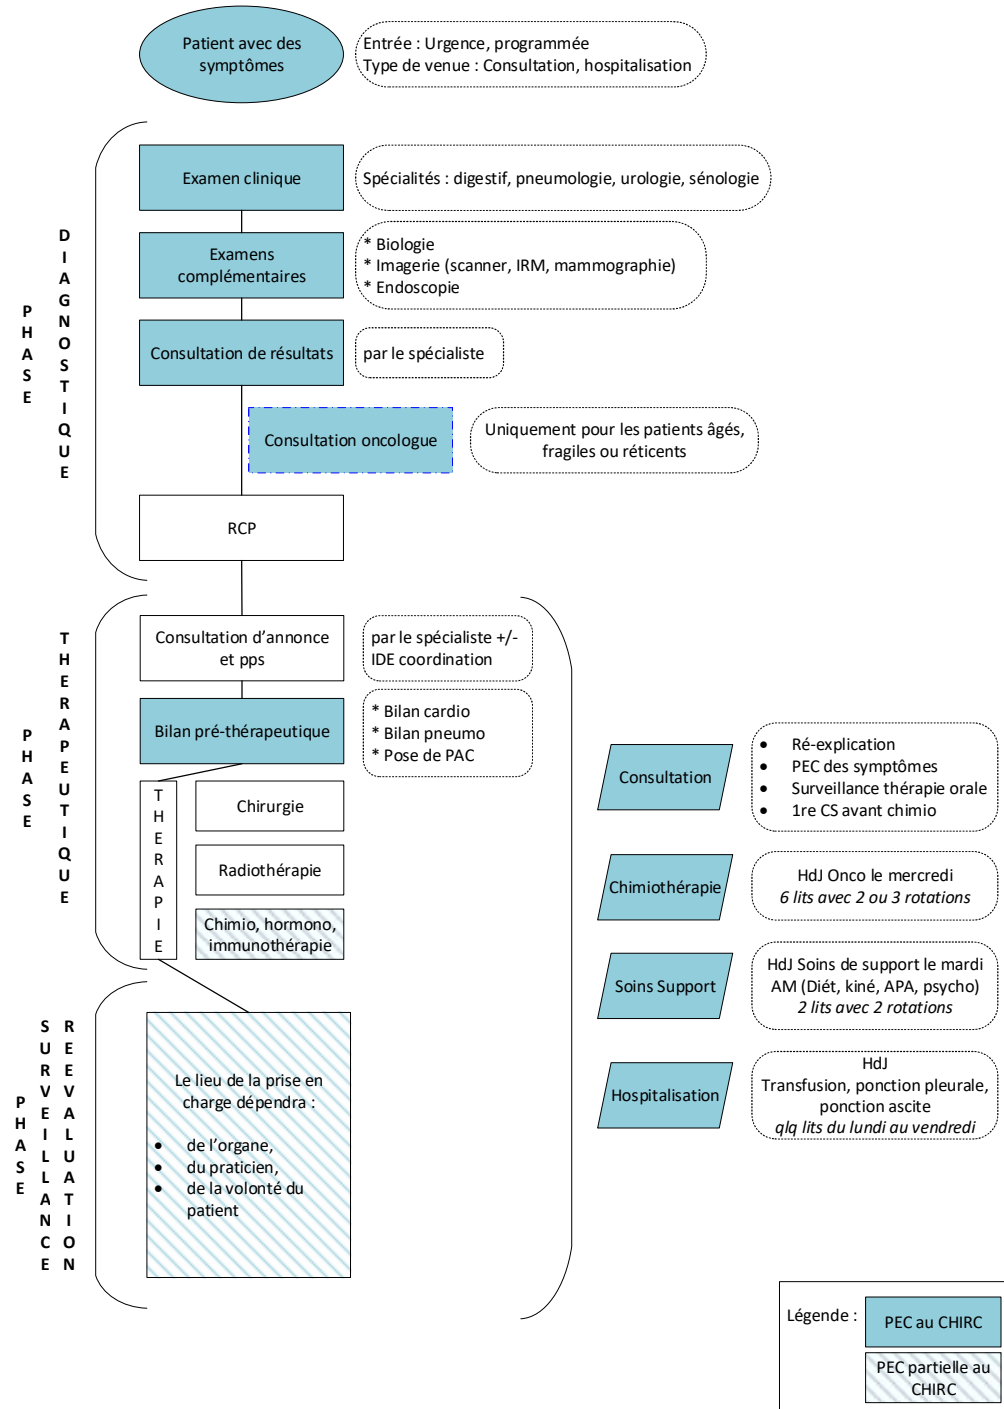 Patient avec des
symptômes
Entrée : Urgence, programmée
Type de venue : Consultation, hospitalisation
PHASE
DIAGNOSTIQUE
Examen clinique
Spécialités : digestif, pneumologie, urologie, sénologie
Examens
complémentaires
* Biologie
* Imagerie (scanner, IRM, mammographie)
* Endoscopie
Consultation de résultats
par le spécialiste
Consultation oncologue
Uniquement pour les patients âgés,
fragiles ou réticents
RCP
PHASE
THERAPEUTIQUE
Consultation d’annonce
et pps
par le spécialiste +/-
IDE coordination
Bilan pré-thérapeutique
* Bilan cardio
* Bilan pneumo
* Pose de PAC
THERAPIE
Chirurgie
Radiothérapie
Chimio, hormono,
immunothérapie
PHASE
SURVEILLANCE
REEVALUATION
Le lieu de la prise en
charge dépendra :
• de l’organe,
• du praticien,
• de la volonté du
patient
Consultation
• Ré-explication
• PEC des symptômes
• Surveillance thérapie orale
• 1re CS avant chimio
Chimiothérapie
HdJ Onco le mercredi
6 lits avec 2 ou 3 rotations
Soins Support
HdJ Soins de support le mardi
AM (Diét, kiné, APA, psycho)
2 lits avec 2 rotations
Hospitalisation
HdJ
Transfusion, ponction pleurale,
ponction ascite
qlq lits du lundi au vendredi
Légende :
PEC au CHIRC
PEC partielle au
CHIRC